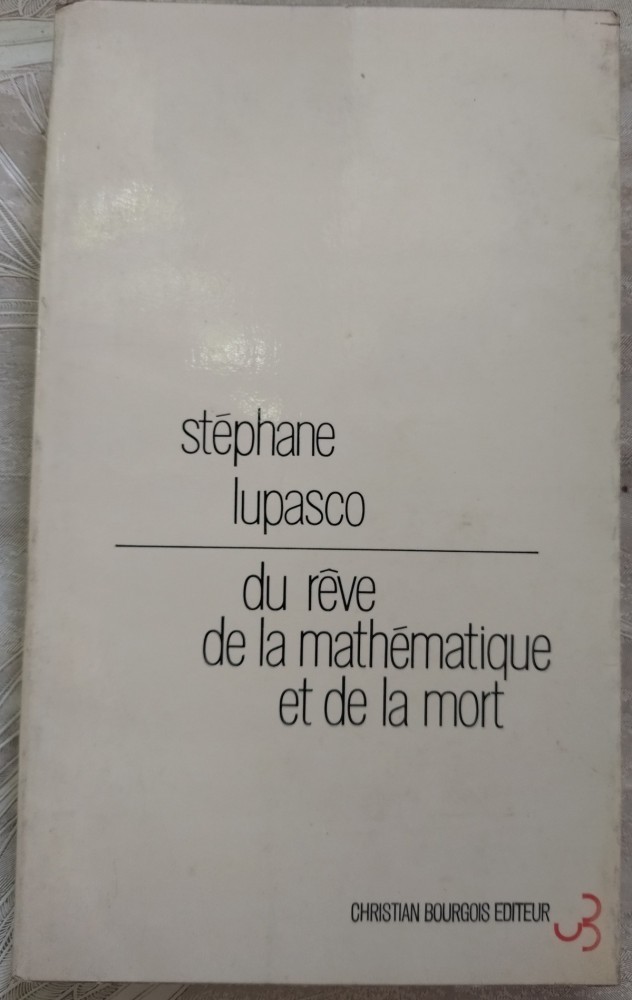 stéphane
lupasco
du rêve
de la mathématique
et de la mort
CHRISTIAN BOURGOIS EDITEUR